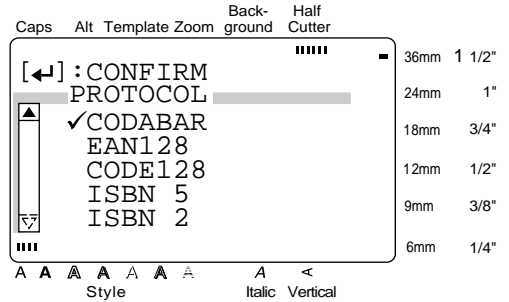 Back- Half
Caps Alt Template Zoom ground Cutter
[↵]:CONFIRM
PROTOCOL
✓CODABAR
EAN128
CODE128
ISBN 5
ISBN 2
36mm 1 1/2"
24mm 1"
18mm 3/4"
12mm 1/2"
9mm 3/8"
6mm 1/4"
A A A A A A A A A
Style Italic Vertical